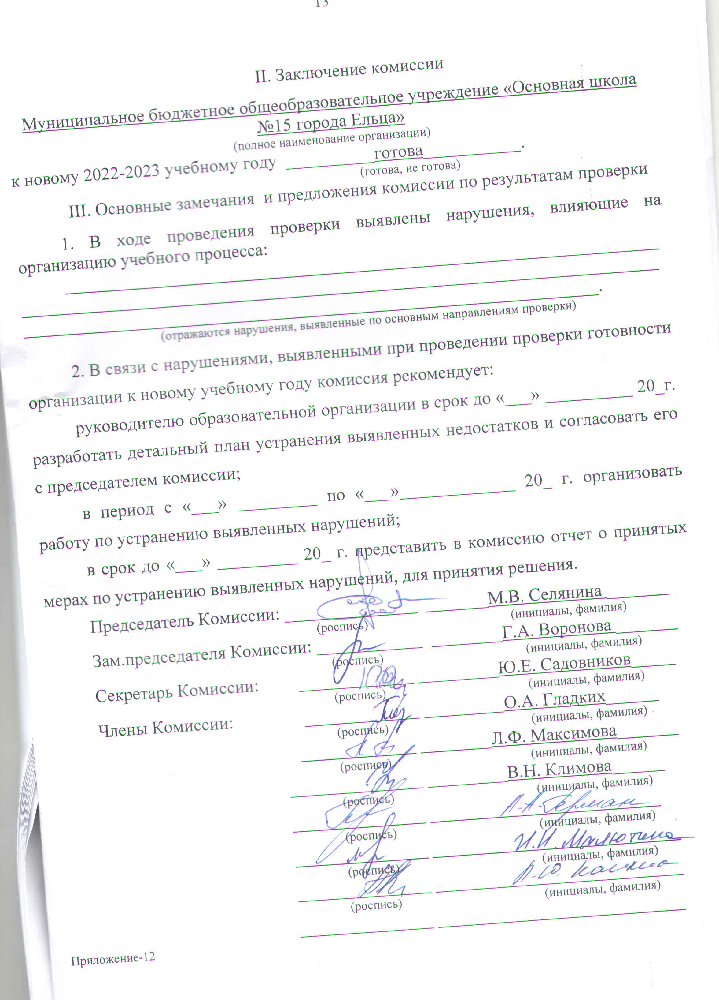 13
II. Заключение комиссии
Муниципальное бюджетное общеобразовательное учреждение «Основная школа
№15 города Ельца»
(полное наименование организации)
к новому 2022-2023 учебному году __________готова___________.
(готова, не готова)
III. Основные замечания и предложения комиссии по результатам проверки
1. В ходе проведения проверки выявлены нарушения, влияющие на
организацию учебного процесса:
(отражаются нарушения, выявленные по основным направлениям проверки)
2. В связи с нарушениями, выявленными при проведении проверки готовности
организации к новому учебному году комиссия рекомендует:
руководителю образовательной организации в срок до «___» __________ 20_г.
разработать детальный план устранения выявленных недостатков и согласовать его
с председателем комиссии;
в период с «___» _________ по «___»_____________ 20_ г. организовать
работу по устранению выявленных нарушений;
в срок до «___» _________ 20_ г. представить в комиссию отчет о принятых
мерах по устранению выявленных нарушений, для принятия решения.
Председатель Комиссии: М.В. Селянина
(роспись) (инициалы, фамилия)
Зам.председателя Комиссии: Г.А. Воронова
(роспись) (инициалы, фамилия)
Секретарь Комиссии: Ю.Е. Садовников
(роспись) (инициалы, фамилия)
Члены Комиссии: О.А. Гладких
(роспись) (инициалы, фамилия)
Л.Ф. Максимова
(роспись) (инициалы, фамилия)
В.Н. Климова
(роспись) (инициалы, фамилия)
А.А. Герман
(роспись) (инициалы, фамилия)
И.И. Малютина
(роспись) (инициалы, фамилия)
(роспись) (инициалы, фамилия)
Приложение-12